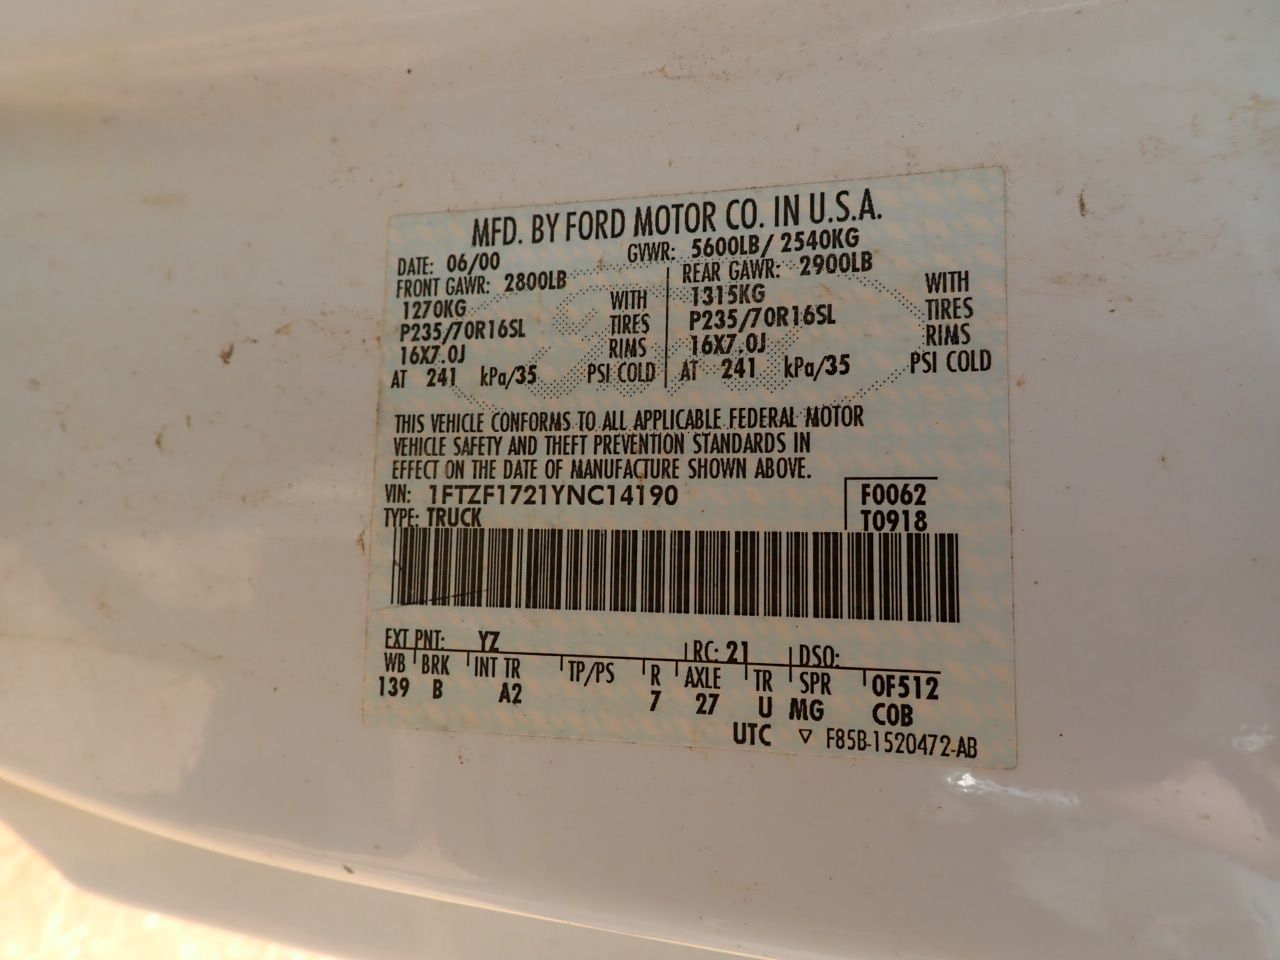 MFD. BY FORD MOTOR CO. IN U.S.A.
DATE: 06/00 GVWR: 5600LB/ 2540KG
FRONT GAWR: 2800LB REAR GAWR: 2900LB
1270KG WITH 1315KG WITH
P235/70R16SL TIRES P235/70R16SL TIRES
16X7.0J RIMS 16X7.0J RIMS
AT 241 kPa/35 PSI COLD AT 241 kPa/35 PSI COLD
THIS VEHICLE CONFORMS TO ALL APPLICABLE FEDERAL MOTOR
VEHICLE SAFETY AND THEFT PREVENTION STANDARDS IN
EFFECT ON THE DATE OF MANUFACTURE SHOWN ABOVE.
VIN: 1FTZF1721YNC14190 F0062
TYPE: TRUCK T0918
EXT PNT: YZ RC: 21 DSO:
WB BRK INT TR TP/PS R AXLE TR SPR 0F512
139 B A2 7 27 U MG C0B
UTC ▽ F85B-1520472-AB